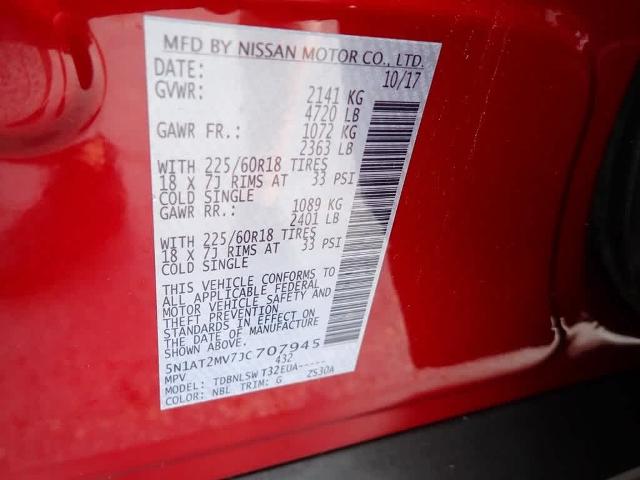 MFD BY NISSAN MOTOR CO., LTD.
DATE: 10/17
GVWR: 2141 KG
4720 LB
GAWR FR.: 1072 KG
2363 LB
WITH 225/60R18 TIRES
18 X 7J RIMS AT 33 PSI
COLD SINGLE
GAWR RR.: 1089 KG
2401 LB
WITH 225/60R18 TIRES
18 X 7J RIMS AT 33 PSI
COLD SINGLE
THIS VEHICLE CONFORMS TO
ALL APPLICABLE FEDERAL
MOTOR VEHICLE SAFETY AND
THEFT PREVENTION
STANDARDS IN EFFECT ON
THE DATE OF MANUFACTURE
SHOWN ABOVE.
5N1AT2MV7JC707945
MPV 432
MODEL: TDBNLSW T32EUA-----
COLOR: NBL TRIM: G ZS30A